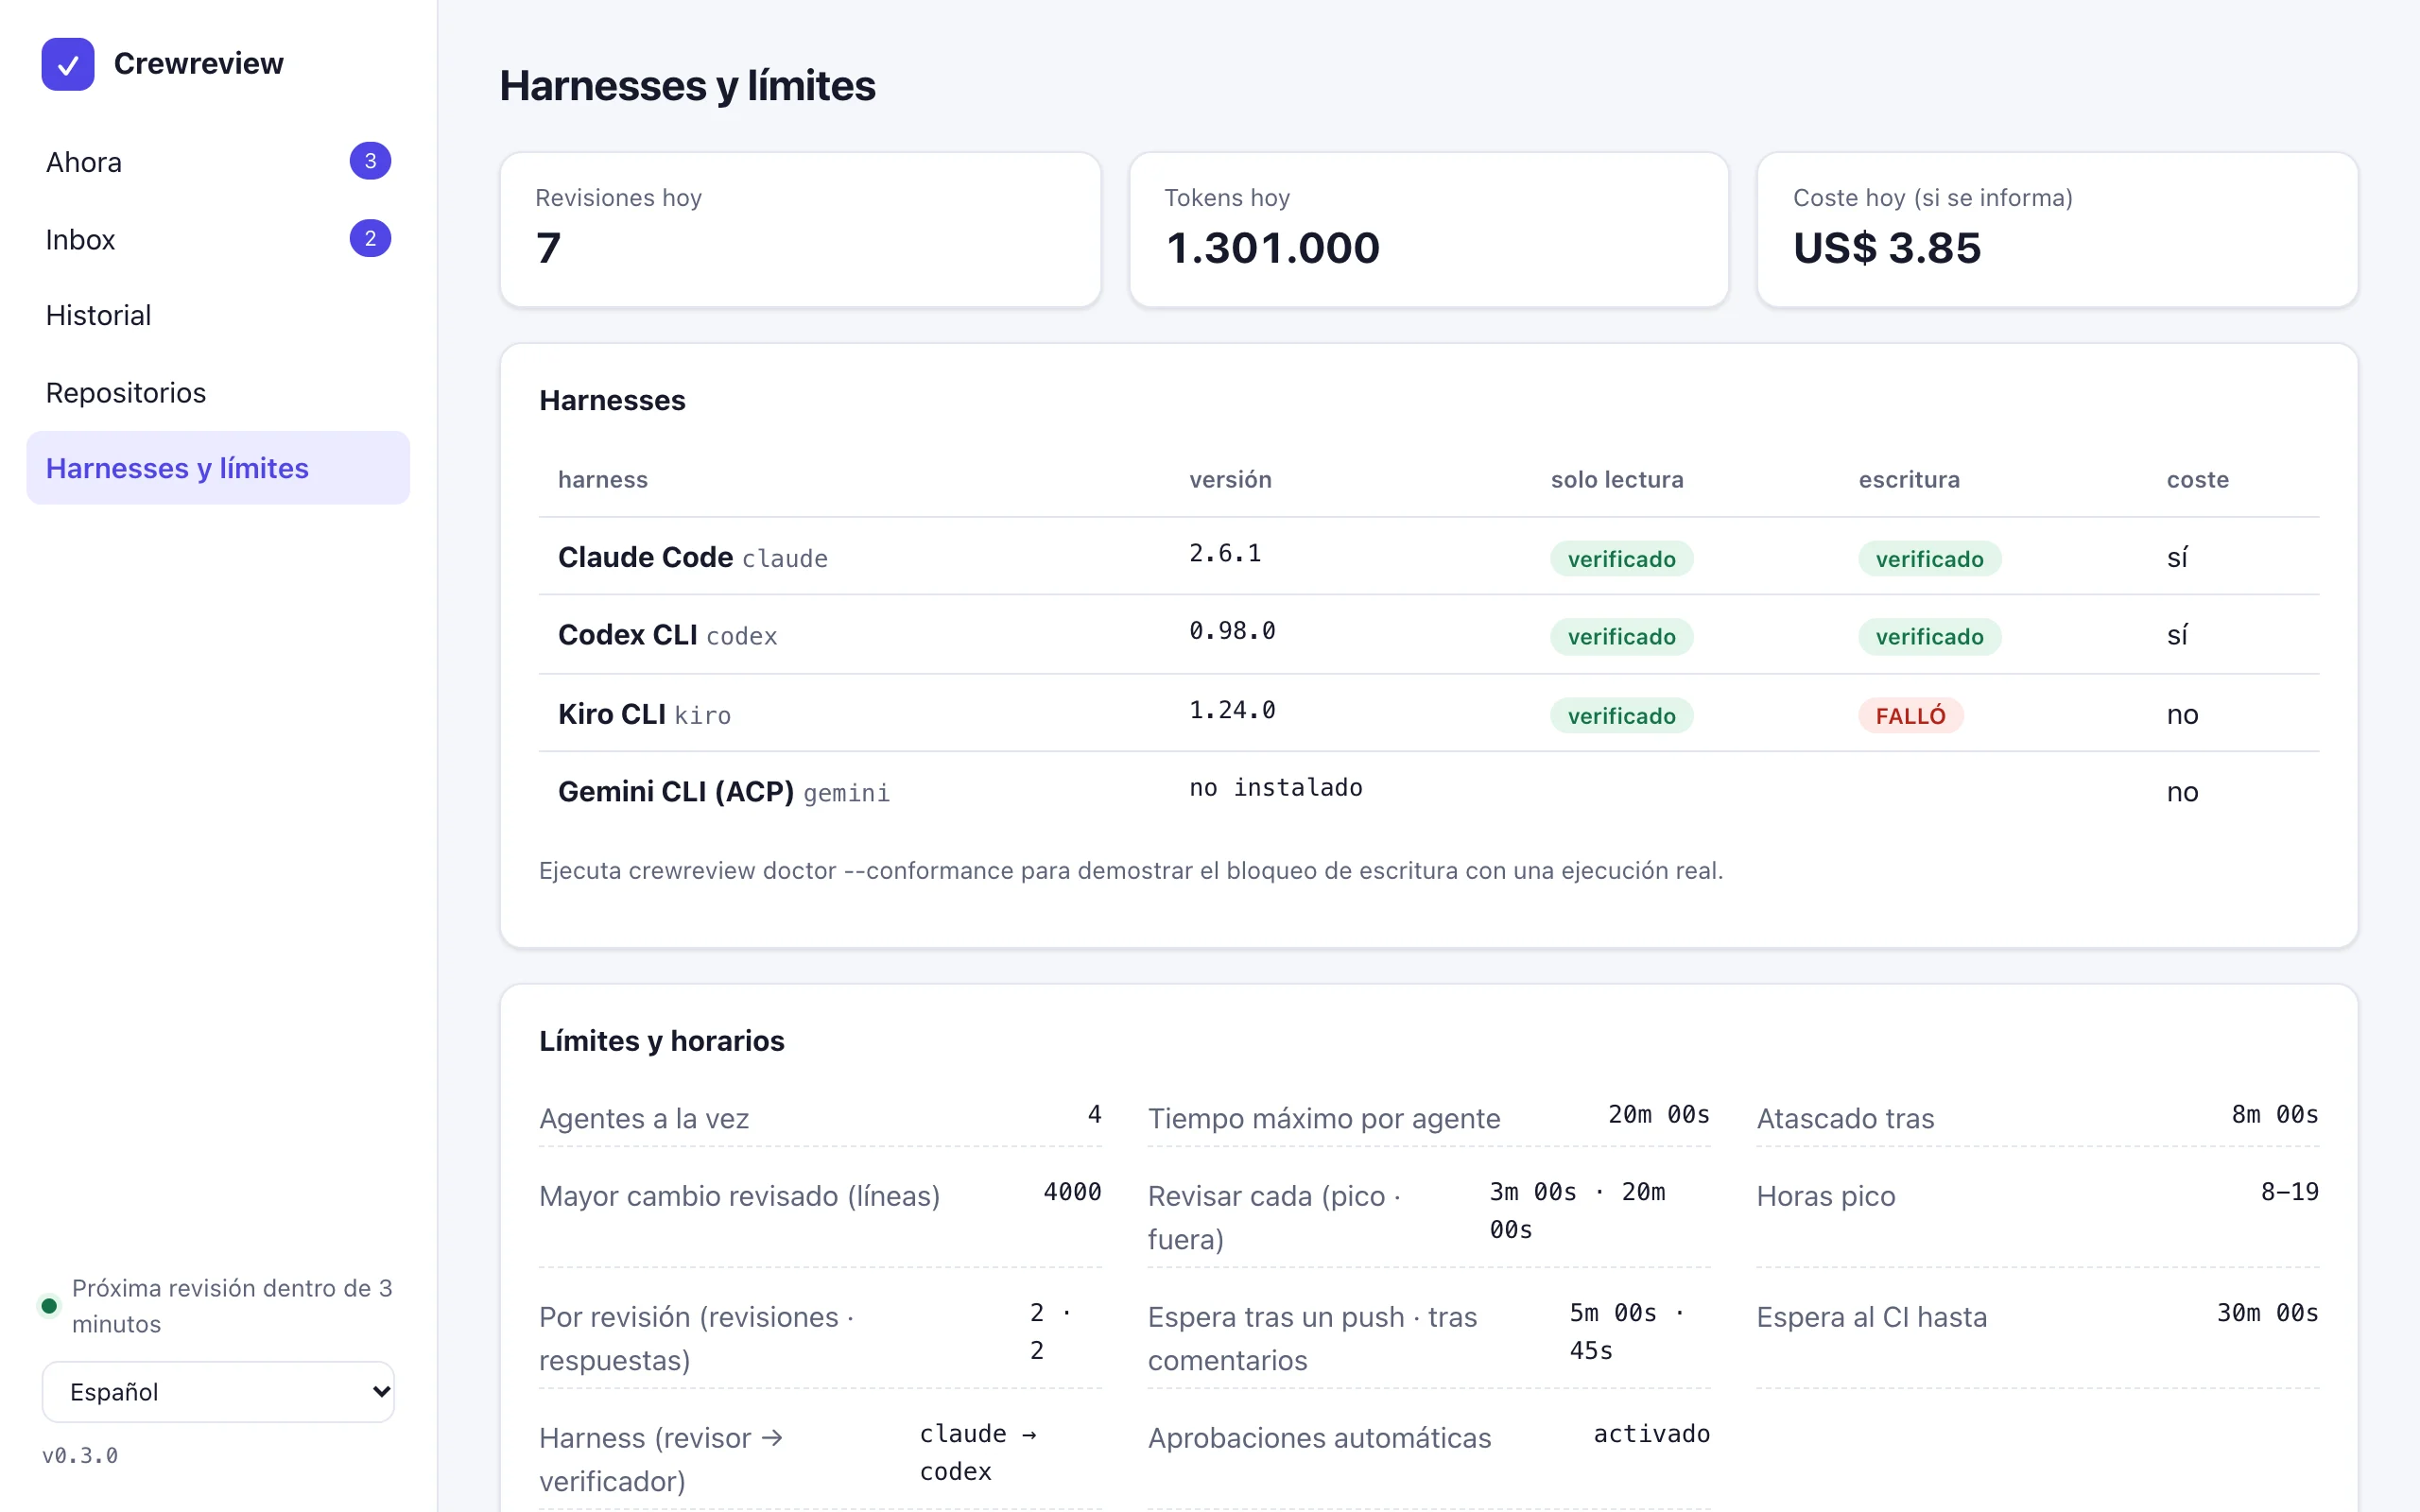 Crewreview
Ahora 3
Inbox 2
Historial
Repositorios
Harnesses y límites
Próxima revisión dentro de 3
minutos
Español
v0.3.0
Harnesses y límites
Revisiones hoy
7
Tokens hoy
1.301.000
Coste hoy (si se informa)
US$ 3.85
Harnesses
harness versión solo lectura escritura coste
Claude Code claude 2.6.1 verificado verificado sí
Codex CLI codex 0.98.0 verificado verificado sí
Kiro CLI kiro 1.24.0 verificado FALLÓ no
Gemini CLI (ACP) gemini no instalado no
Ejecuta crewreview doctor --conformance para demostrar el bloqueo de escritura con una ejecución real.
Límites y horarios
Agentes a la vez 4
Tiempo máximo por agente 20m 00s
Atascado tras 8m 00s
Mayor cambio revisado (líneas) 4000
Revisar cada (pico · 3m 00s · 20m
fuera) 00s
Horas pico 8–19
Por revisión (revisiones · 2 ·
respuestas) 2
Espera tras un push · tras 5m 00s ·
comentarios 45s
Espera al CI hasta 30m 00s
Harness (revisor → claude →
verificador) codex
Aprobaciones automáticas activado